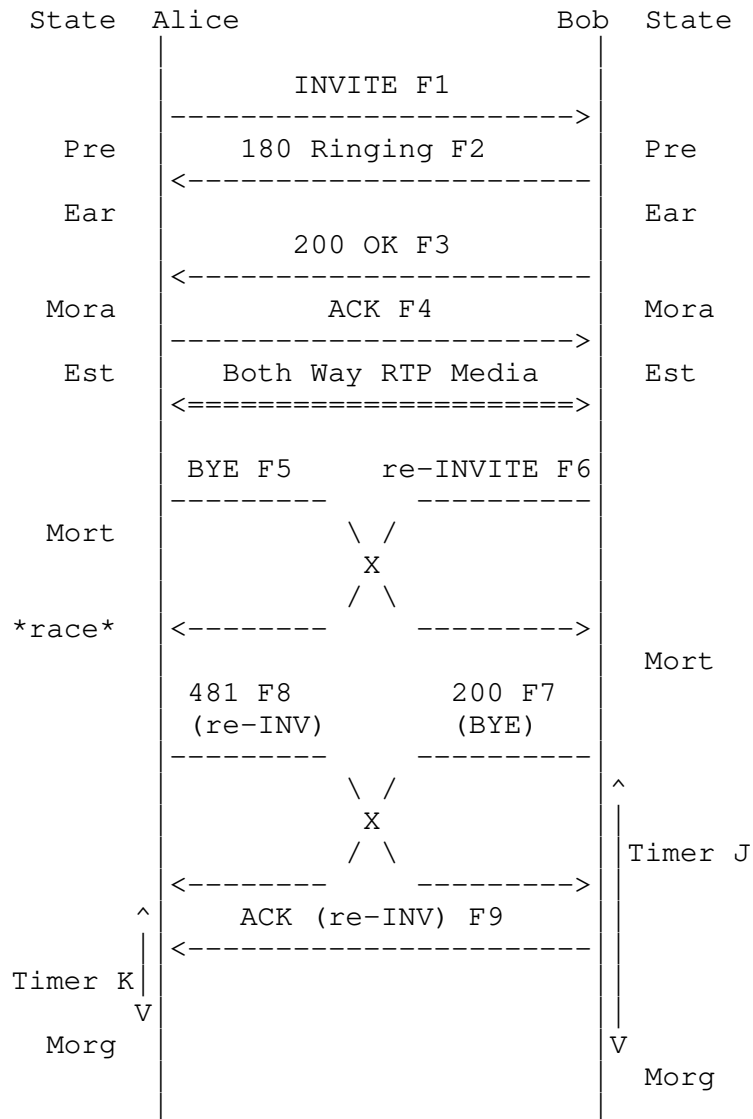 State Alice Bob State
INVITE F1
Pre 180 Ringing F2 Pre
Ear Ear
200 OK F3
Mora ACK F4 Mora
Est Both Way RTP Media Est
BYE F5 re-INVITE F6
Mort
X
*race*
Mort
481 F8 200 F7
(re-INV) (BYE)
X
Timer J
ACK (re-INV) F9
Timer K
V
Morg V
Morg